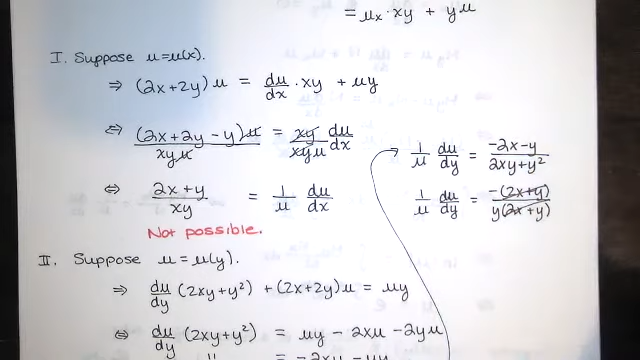 = μx · xy + yμ
I. Suppose μ=μ(x).
⇒ (2x+2y)μ = dμ/dx · xy + μy
⇔ (2x+2y-y)μ/xyμ = xy/xyμ dμ/dx
⇔ 2x+y/xy = 1/μ dμ/dx
Not possible.
II. Suppose μ=μ(y).
⇒ dμ/dy (2xy+y²) + (2x+2y)μ = μy
⇔ dμ/dy (2xy+y²) = μy - 2xμ - 2yμ
= -2xμ - μy
1/μ dμ/dy = -2x-y/2xy+y²
1/μ dμ/dy = -(2x+y)/y(2x+y)